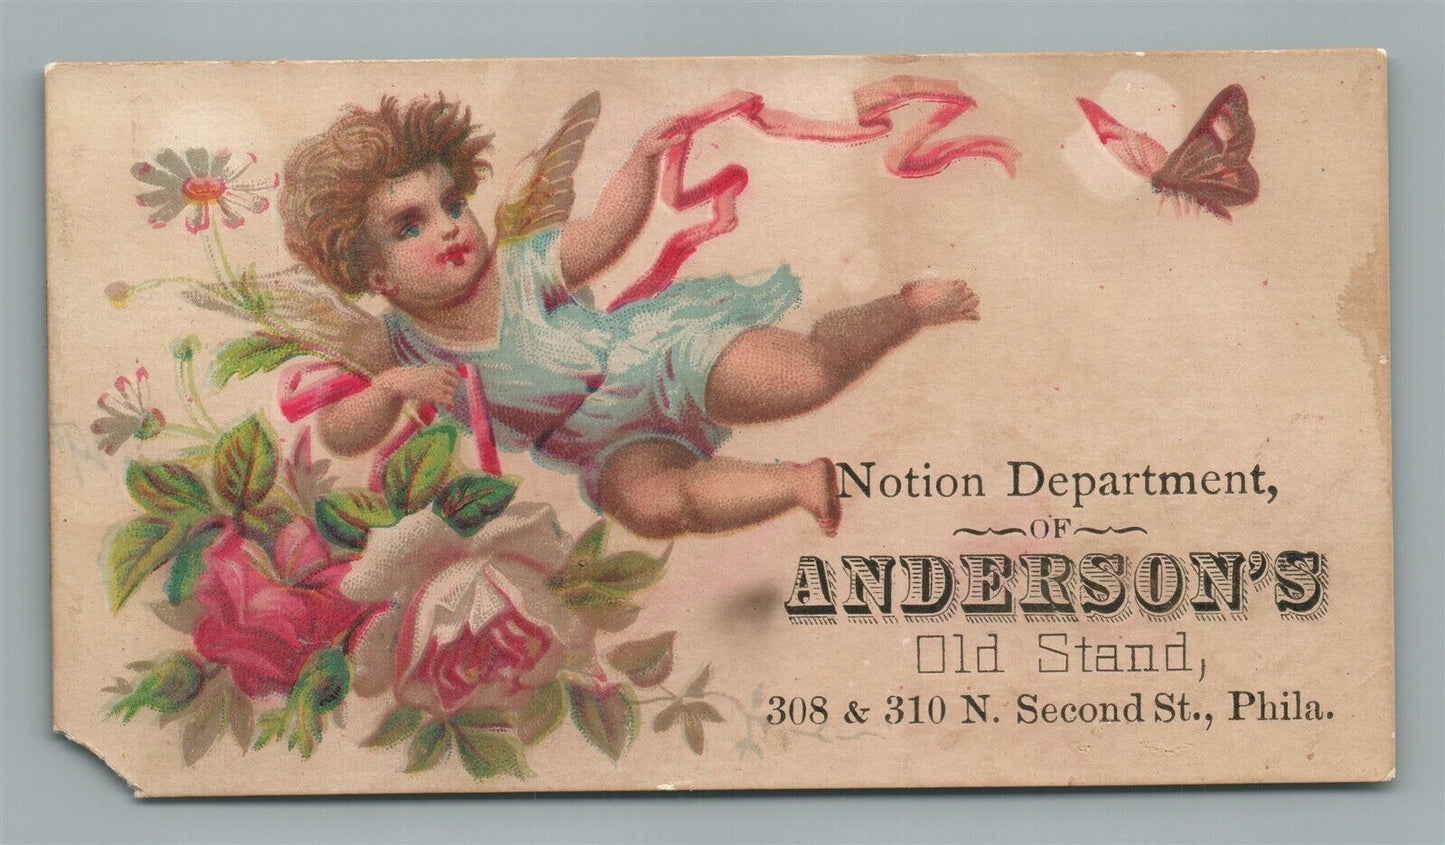 Notion Department,
OF
ANDERSON'S
Old Stand,
308 & 310 N. Second St., Phila.